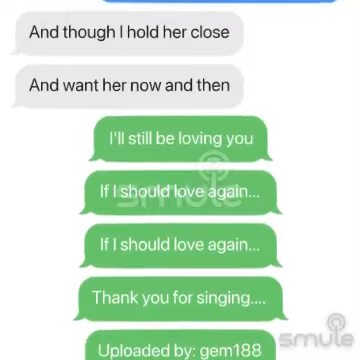 And though I hold her close
And want her now and then
I'll still be loving you
If I should love again...
smule
If I should love again...
Thank you for singing....
smule
Uploaded by: gem188